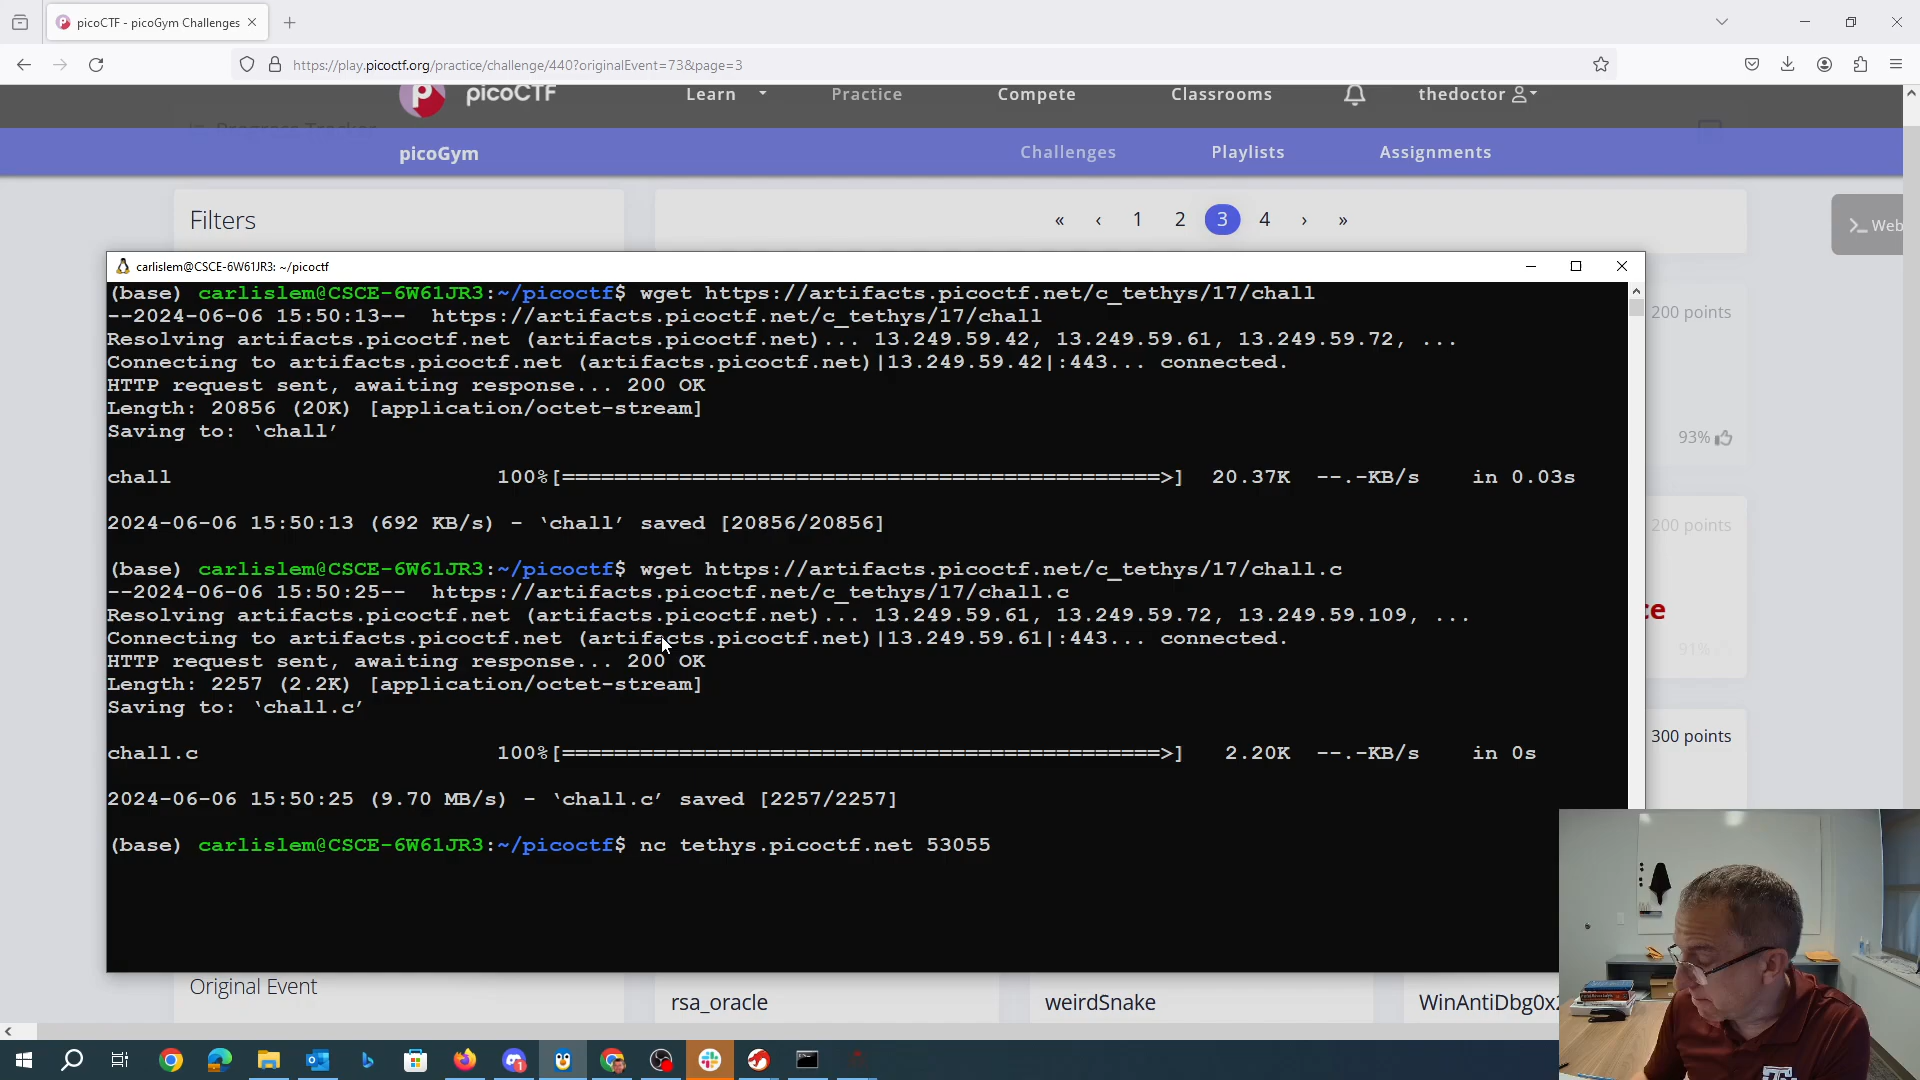 picoCTF - picoGym Challenges
https://play.picoctf.org/practice/challenge/440?originalEvent=73&page=3
picoCTF
Learn
Practice
Compete
Classrooms
thedoctor
picoGym
Challenges
Playlists
Assignments
Filters
« ‹ 1 2 3 4 › »
Web
carlislem@CSCE-6W61JR3: ~/picoctf
(base) carlislem@CSCE-6W61JR3:~/picoctf$ wget https://artifacts.picoctf.net/c_tethys/17/chall
--2024-06-06 15:50:13--  https://artifacts.picoctf.net/c_tethys/17/chall
Resolving artifacts.picoctf.net (artifacts.picoctf.net)... 13.249.59.42, 13.249.59.61, 13.249.59.72, ...
Connecting to artifacts.picoctf.net (artifacts.picoctf.net)|13.249.59.42|:443... connected.
HTTP request sent, awaiting response... 200 OK
Length: 20856 (20K) [application/octet-stream]
Saving to: ‘chall’
chall 100%[==============================================>] 20.37K --.-KB/s in 0.03s
2024-06-06 15:50:13 (692 KB/s) - ‘chall’ saved [20856/20856]
(base) carlislem@CSCE-6W61JR3:~/picoctf$ wget https://artifacts.picoctf.net/c_tethys/17/chall.c
--2024-06-06 15:50:25--  https://artifacts.picoctf.net/c_tethys/17/chall.c
Resolving artifacts.picoctf.net (artifacts.picoctf.net)... 13.249.59.61, 13.249.59.72, 13.249.59.109, ...
Connecting to artifacts.picoctf.net (artifacts.picoctf.net)|13.249.59.61|:443... connected.
HTTP request sent, awaiting response... 200 OK
Length: 2257 (2.2K) [application/octet-stream]
Saving to: ‘chall.c’
chall.c 100%[==============================================>] 2.20K --.-KB/s in 0s
2024-06-06 15:50:25 (9.70 MB/s) - ‘chall.c’ saved [2257/2257]
(base) carlislem@CSCE-6W61JR3:~/picoctf$ nc tethys.picoctf.net 53055
200 points
93%
200 points
ce
91%
300 points
Original Event
rsa_oracle
weirdSnake
WinAntiDbg0x